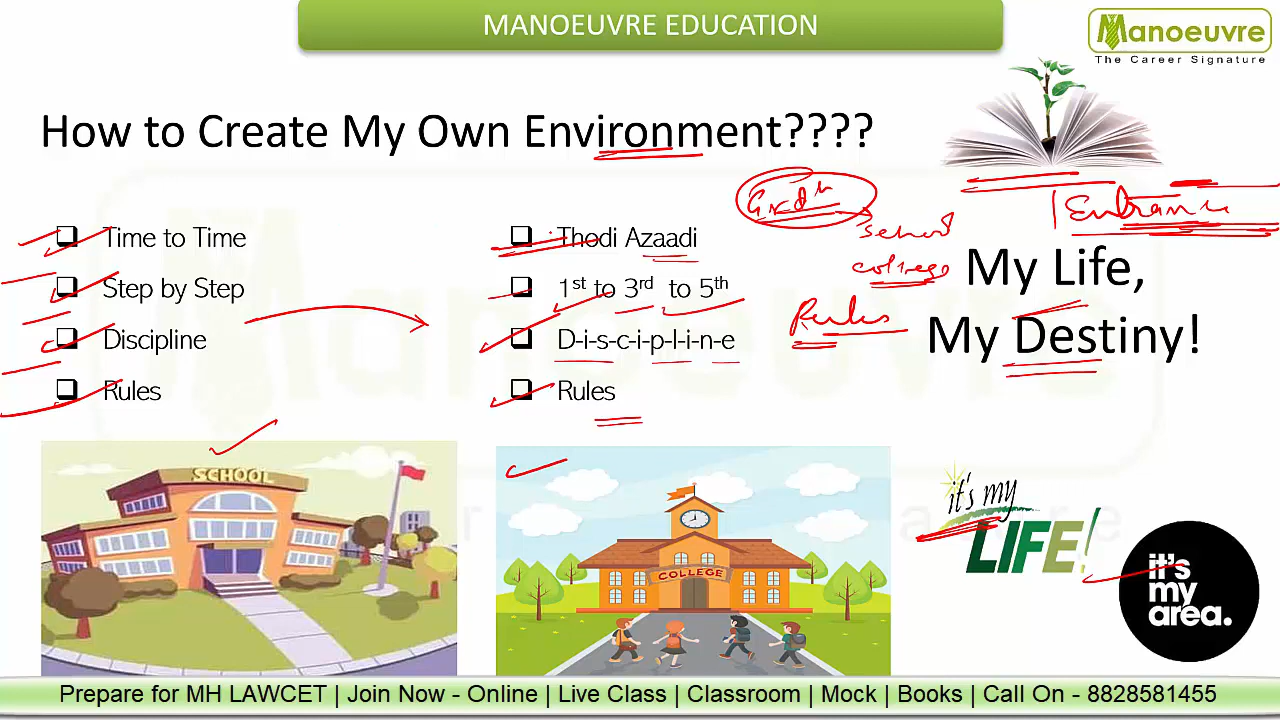 MANOEUVRE EDUCATION
Manoeuvre
The Career Signature
How to Create My Own Environment????
Entrance
school
college
Rules
My Life,
My Destiny!
Time to Time
Step by Step
Discipline
Rules
Thodi Azaadi
1st to 3rd to 5th
D-i-s-c-i-p-l-i-n-e
Rules
SCHOOL
COLLEGE
it's my
LIFE!
it's
my
area.
Prepare for MH LAWCET | Join Now - Online | Live Class | Classroom | Mock | Books | Call On - 8828581455